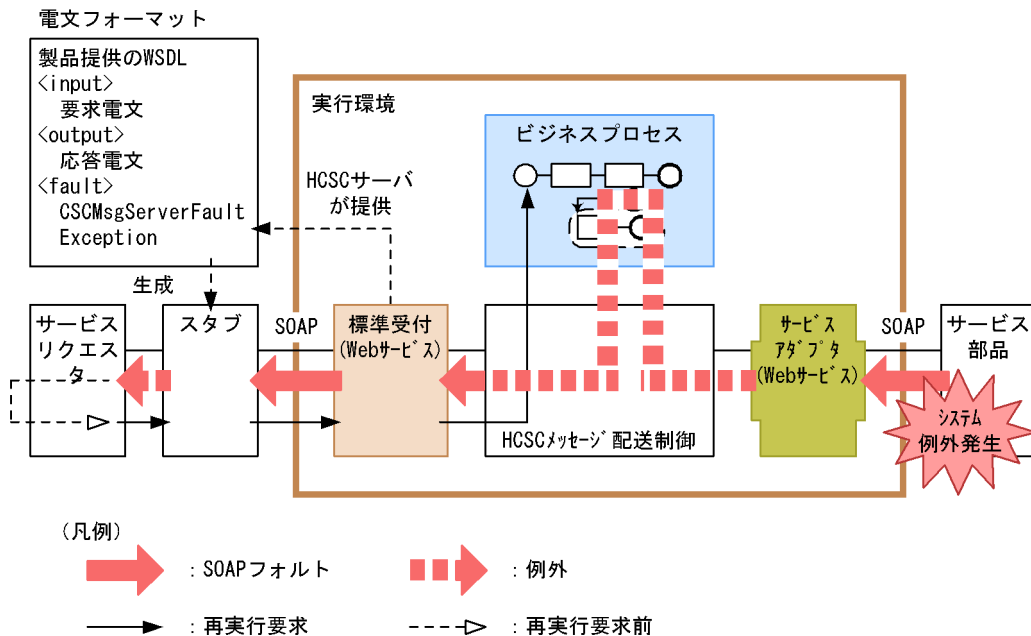 電文フォーマット
製品提供のWSDL
<input>
要求電文
<output>
応答電文
<fault>
CSCMsgServerFault
Exception
実行環境
ビジネスプロセス
HCSCサーバ
が提供
生成
サービス
リクエス
タ
スタブ
SOAP
標準受付
(Webサービス)
HCSCメッセージ配送制御
サービス
アダプタ
(Webサービス)
SOAP
サービス
部品
システム
例外発生
(凡例)
：SOAPフォルト
：例外
：再実行要求
：再実行要求前